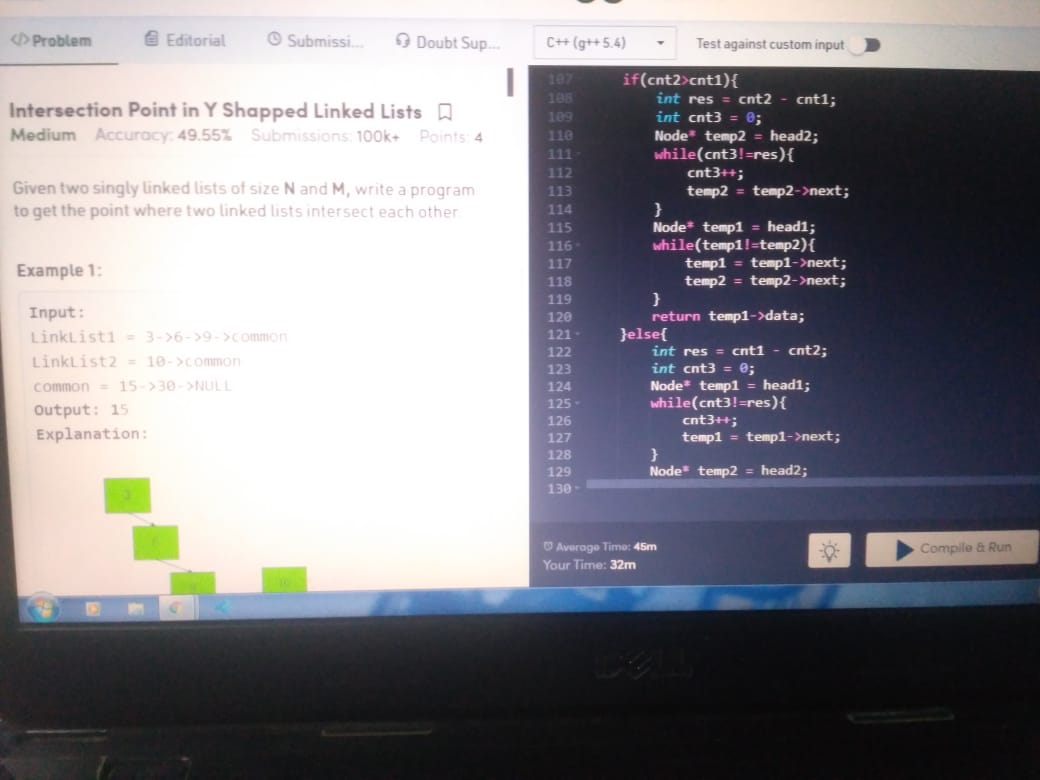 </>Problem
Editorial
Submissi...
Doubt Sup...
C++ (g++ 5.4)
Test against custom input
Intersection Point in Y Shapped Linked Lists
Medium Accuracy: 49.55% Submissions: 100k+ Points: 4
Given two singly linked lists of size N and M, write a program
to get the point where two linked lists intersect each other.
Example 1:
Input:
LinkList1 = 3->6->9->common
LinkList2 = 10->common
common = 15->30->NULL
Output: 15
Explanation:
3
6
9
10
107 if(cnt2>cnt1){
108 int res = cnt2 - cnt1;
109 int cnt3 = 0;
110 Node* temp2 = head2;
111 while(cnt3!=res){
112 cnt3++;
113 temp2 = temp2->next;
114 }
115 Node* temp1 = head1;
116 while(temp1!=temp2){
117 temp1 = temp1->next;
118 temp2 = temp2->next;
119 }
120 return temp1->data;
121 }else{
122 int res = cnt1 - cnt2;
123 int cnt3 = 0;
124 Node* temp1 = head1;
125 while(cnt3!=res){
126 cnt3++;
127 temp1 = temp1->next;
128 }
129 Node* temp2 = head2;
130
Average Time: 45m
Your Time: 32m
Compile & Run
DELL